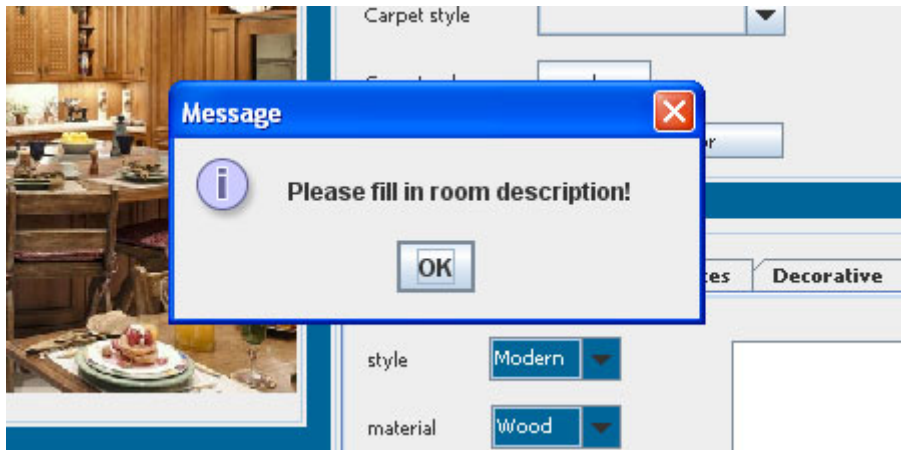 Carpet style
Message
Please fill in room description!
OK
Decorative
style
Modern
material
Wood